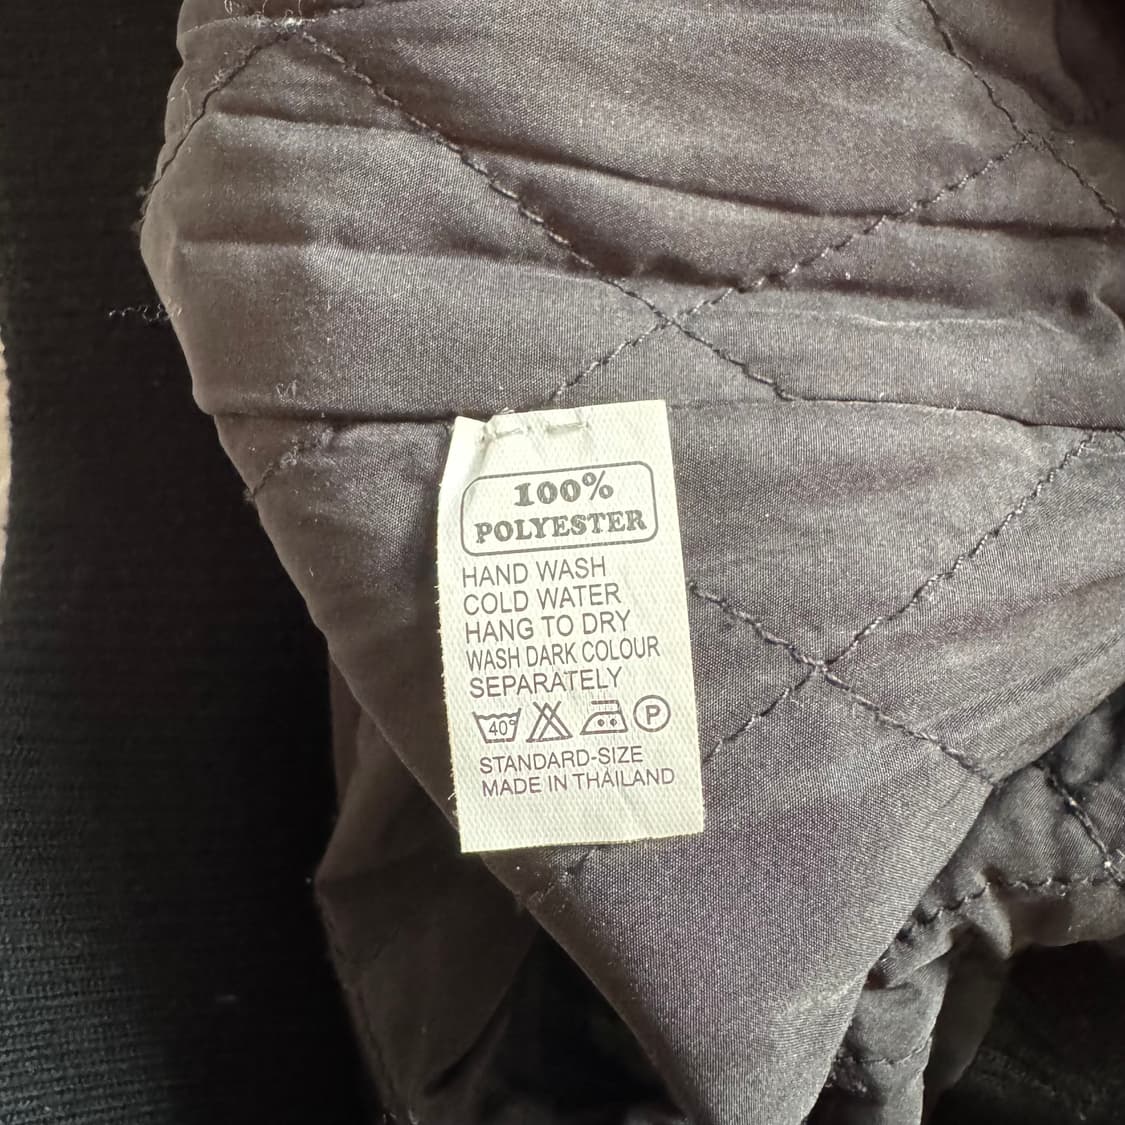 100%
POLYESTER
HAND WASH
COLD WATER
HANG TO DRY
WASH DARK COLOUR
SEPARATELY
40° P
STANDARD-SIZE
MADE IN THAILAND